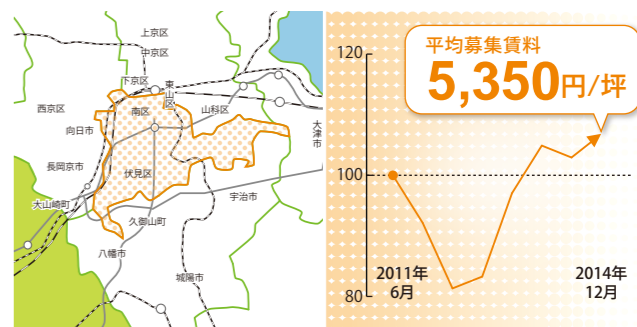 上京区
中京区
下京区
東山区
西京区
南区
山科区
向日市
大津市
長岡京市
伏見区
大山崎町
宇治市
久御山町
八幡市
城陽市
120
平均募集賃料
5,350円/坪
100
2011年
6月
2014年
12月
80